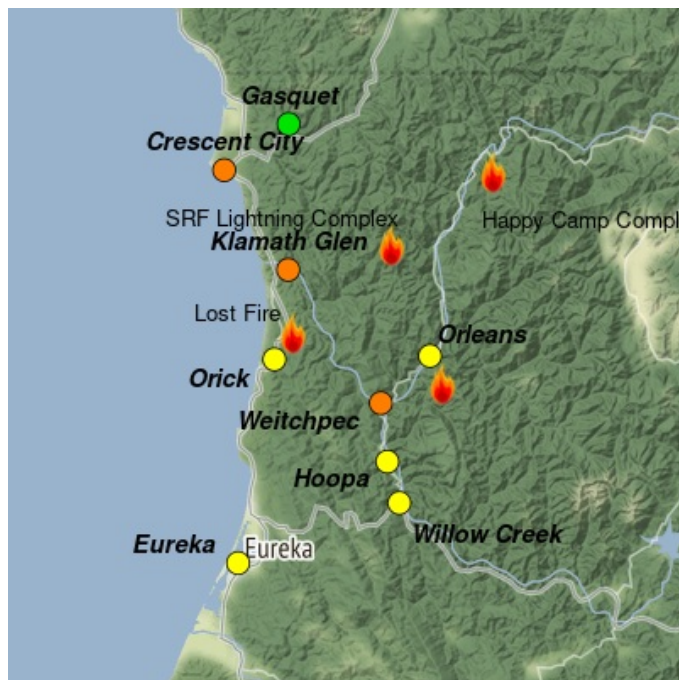 Gasquet
Crescent City
SRF Lightning Complex
Klamath Glen
Happy Camp Compl
Lost Fire
Orleans
Orick
Weitchpec
Hoopa
Willow Creek
Eureka
Eureka